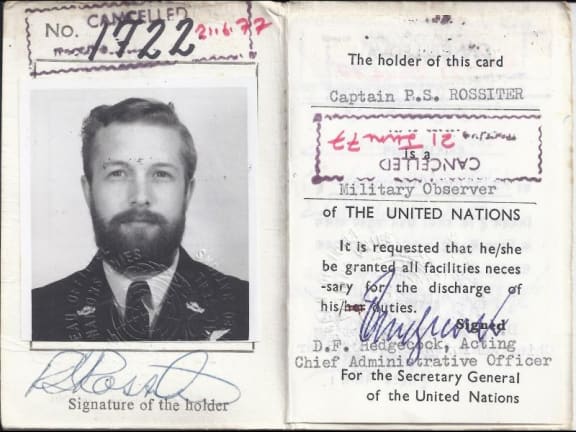 CANCELLED
No. 1722 21.6.77
Signature of the holder
The holder of this card
Captain P.S. ROSSITER
CANCELLED
21 June 77
is a
Military Observer
of THE UNITED NATIONS
It is requested that he/she
be granted all facilities neces
-sary for the discharge of
his/her duties.
Signed
D.F. Hedgecock, Acting
Chief Administrative Officer
For the Secretary General
of the United Nations